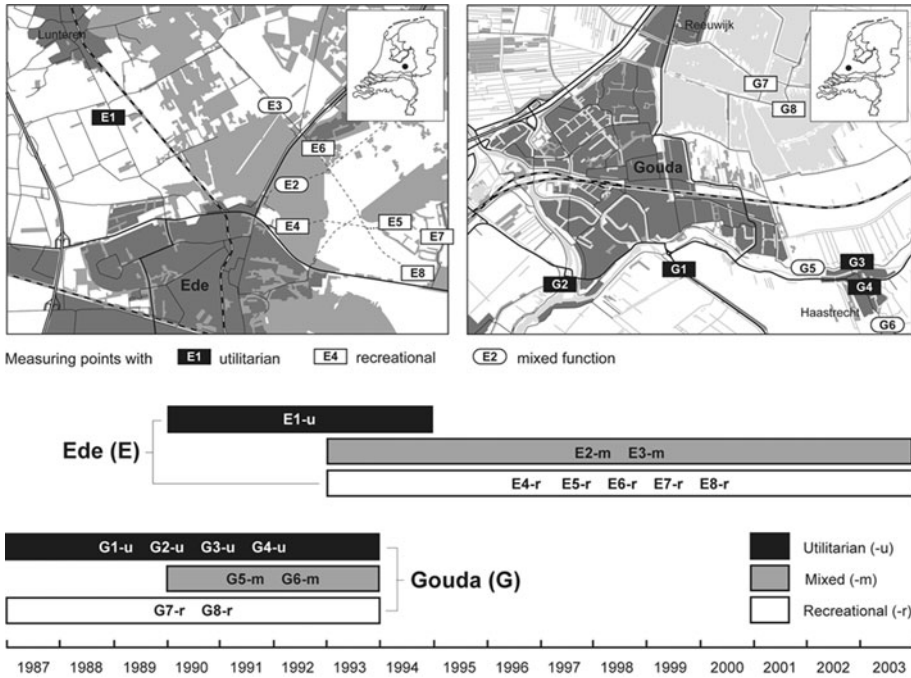 Lunteren
E1
E3
E6
E2
E4
E5
E7
E8
Ede
Reeuwijk
G7
G8
Gouda
G5
G3
G1
G2
G4
Haastrecht
G6
Measuring points with E1 utilitarian E4 recreational E2 mixed function
E1-u
Ede (E)
E2-m E3-m
E4-r E5-r E6-r E7-r E8-r
G1-u G2-u G3-u G4-u
Utilitarian (-u)
G5-m G6-m
Gouda (G)
Mixed (-m)
G7-r G8-r
Recreational (-r)
1987 1988 1989 1990 1991 1992 1993 1994 1995 1996 1997 1998 1999 2000 2001 2002 2003